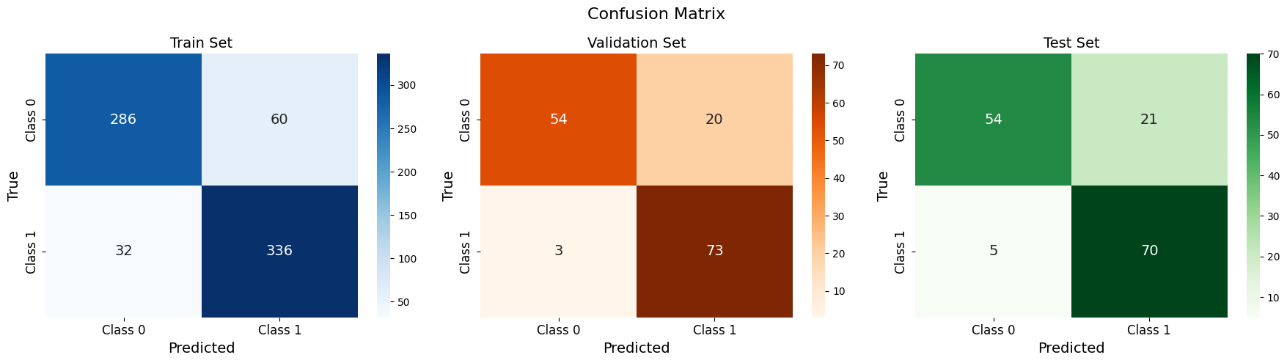 Confusion Matrix
Train Set
Class 0
Class 1
True
286 60
32 336
Class 0 Class 1
Predicted
300
250
200
150
100
50
Validation Set
True
54 20
3 73
Class 0 Class 1
Predicted
Class 0
Class 1
70
60
50
40
30
20
10
Test Set
True
Class 0
Class 1
54 21
5 70
Class 0 Class 1
Predicted
70
60
50
40
30
20
10